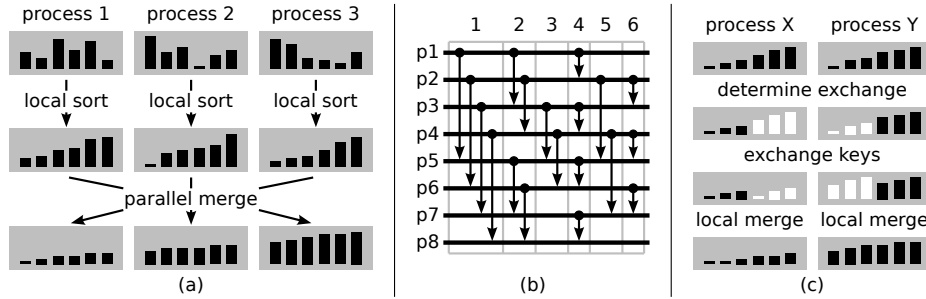 process 1 process 2 process 3
local sort local sort local sort
parallel merge
(a)
1 2 3 4 5 6
p1
p2
p3
p4
p5
p6
p7
p8
(b)
process X process Y
determine exchange
exchange keys
local merge local merge
(c)